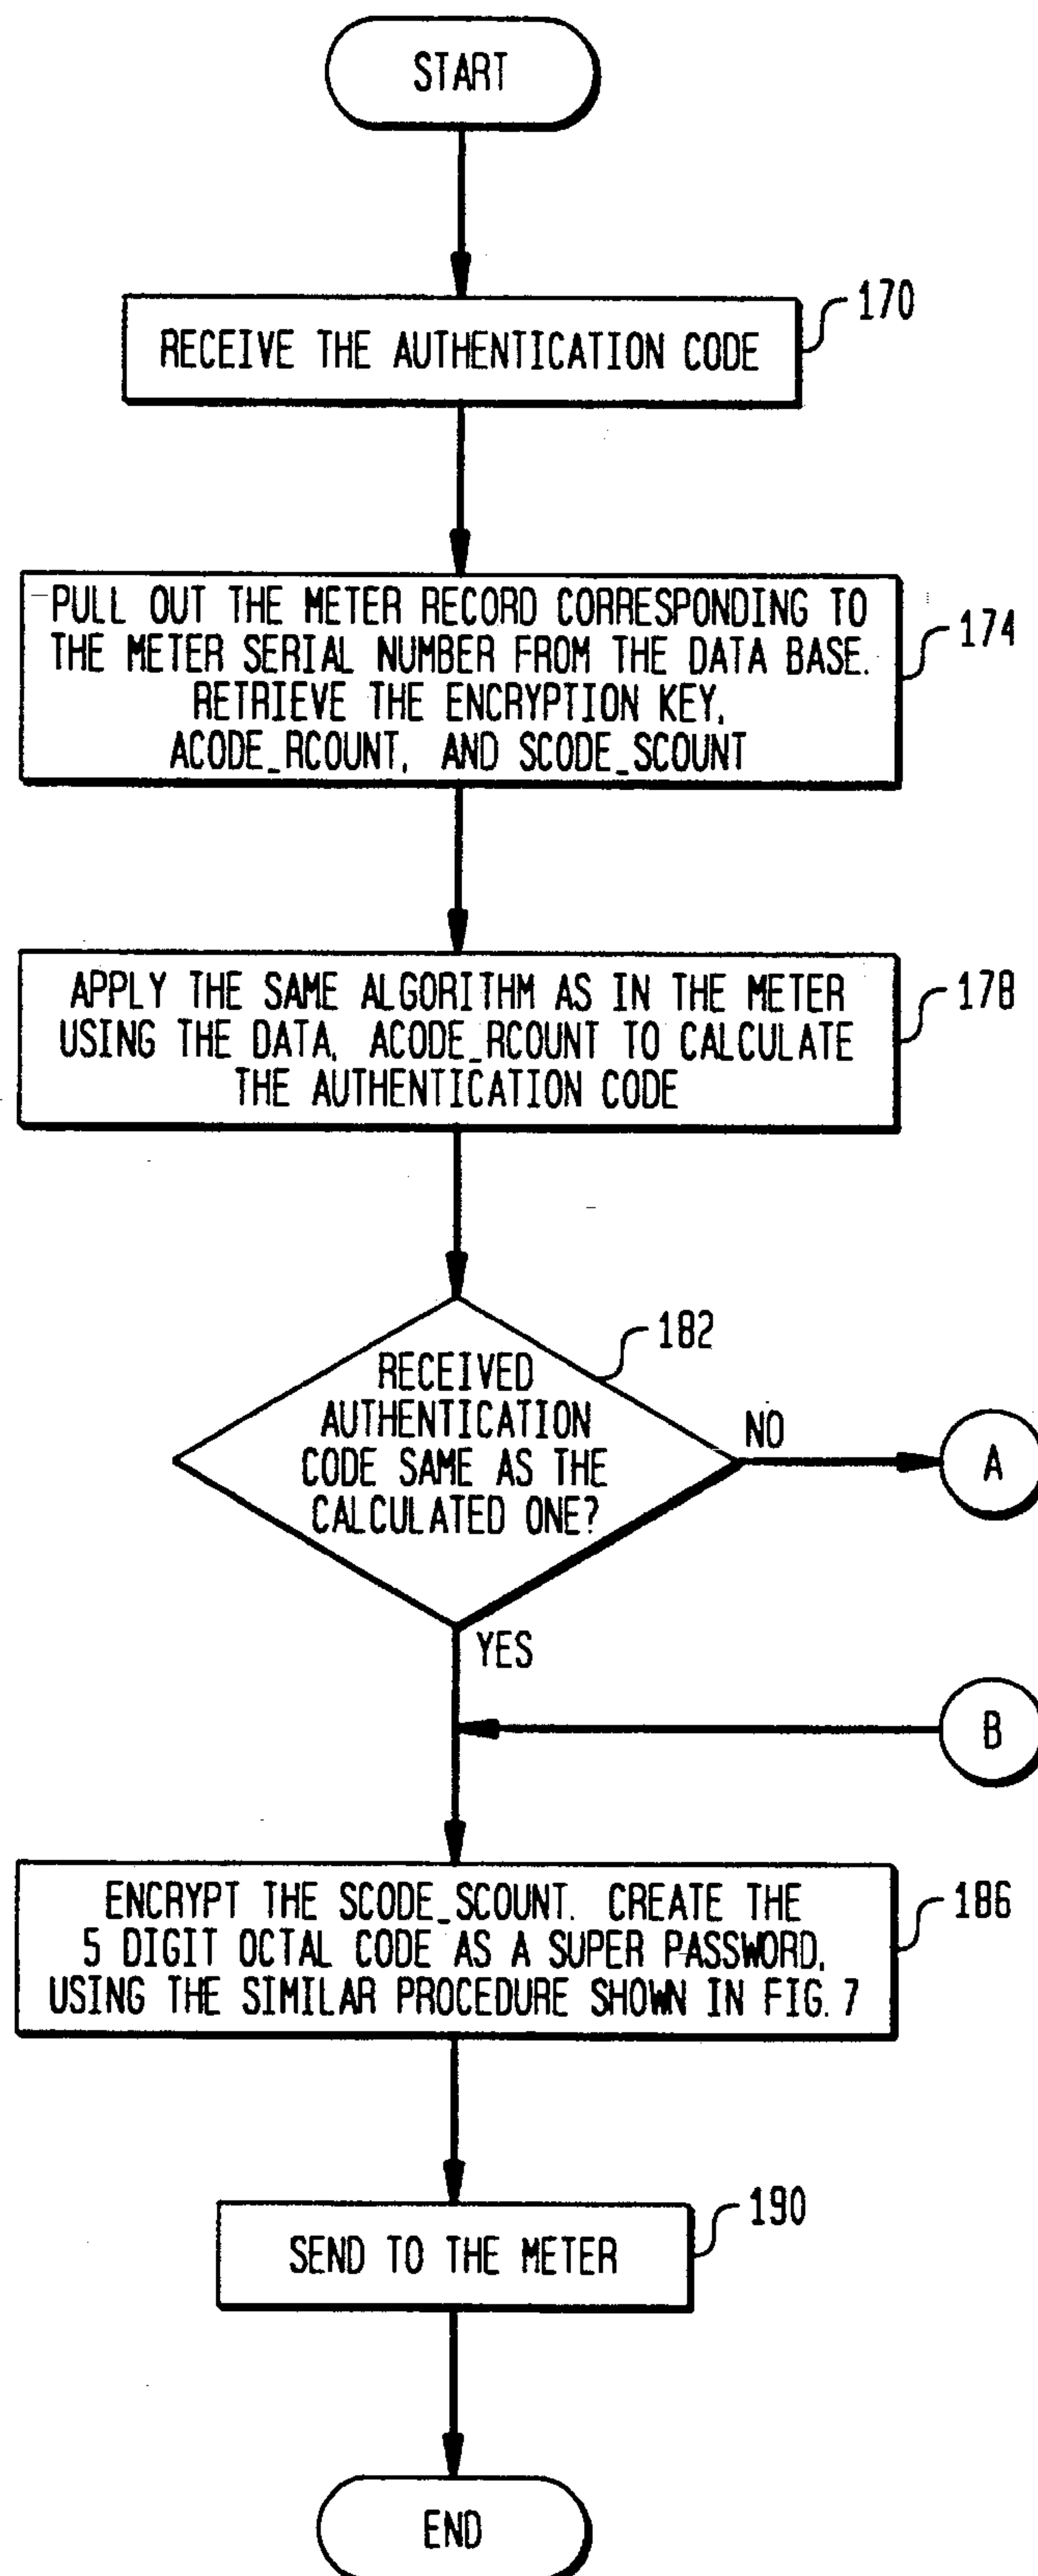 START
RECEIVE THE AUTHENTICATION CODE
170
PULL OUT THE METER RECORD CORRESPONDING TO
THE METER SERIAL NUMBER FROM THE DATA BASE.
RETRIEVE THE ENCRYPTION KEY,
ACODE_RCOUNT, AND SCODE_SCOUNT
174
APPLY THE SAME ALGORITHM AS IN THE METER
USING THE DATA, ACODE_RCOUNT TO CALCULATE
THE AUTHENTICATION CODE
178
RECEIVED
AUTHENTICATION
CODE SAME AS THE
CALCULATED ONE?
182
NO
A
YES
B
ENCRYPT THE SCODE_SCOUNT. CREATE THE
5 DIGIT OCTAL CODE AS A SUPER PASSWORD,
USING THE SIMILAR PROCEDURE SHOWN IN FIG. 7
186
SEND TO THE METER
190
END